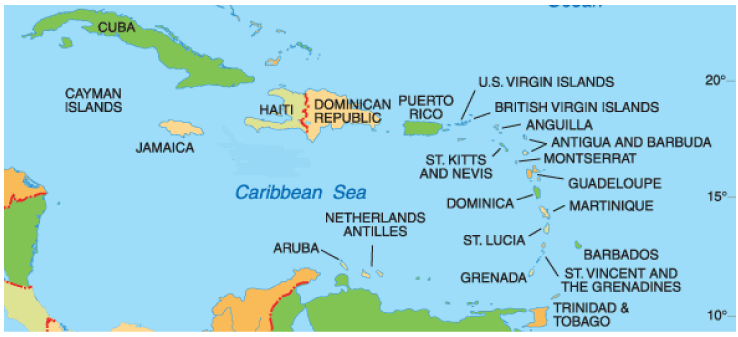 Ocean
CUBA
20°
U.S. VIRGIN ISLANDS
CAYMAN
ISLANDS
HAITI
DOMINICAN
REPUBLIC
PUERTO
RICO
BRITISH VIRGIN ISLANDS
ANGUILLA
JAMAICA
ANTIGUA AND BARBUDA
ST. KITTS
AND NEVIS
MONTSERRAT
GUADELOUPE
Caribbean Sea
15°
DOMINICA
MARTINIQUE
NETHERLANDS
ANTILLES
ST. LUCIA
ARUBA
BARBADOS
GRENADA
ST. VINCENT AND
THE GRENADINES
TRINIDAD &
TOBAGO
10°